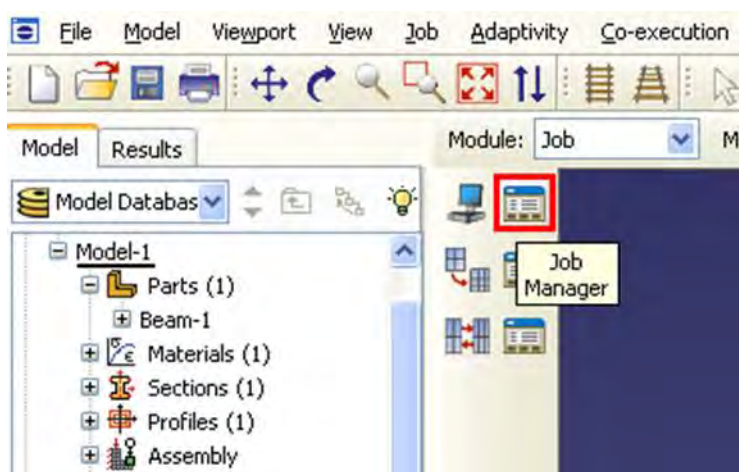 File Model Viewport View Job Adaptivity Co-execution
Model Results
Module: Job M
Model Databas
Model-1
Parts (1)
Beam-1
Materials (1)
Sections (1)
Profiles (1)
Assembly
Job
Manager